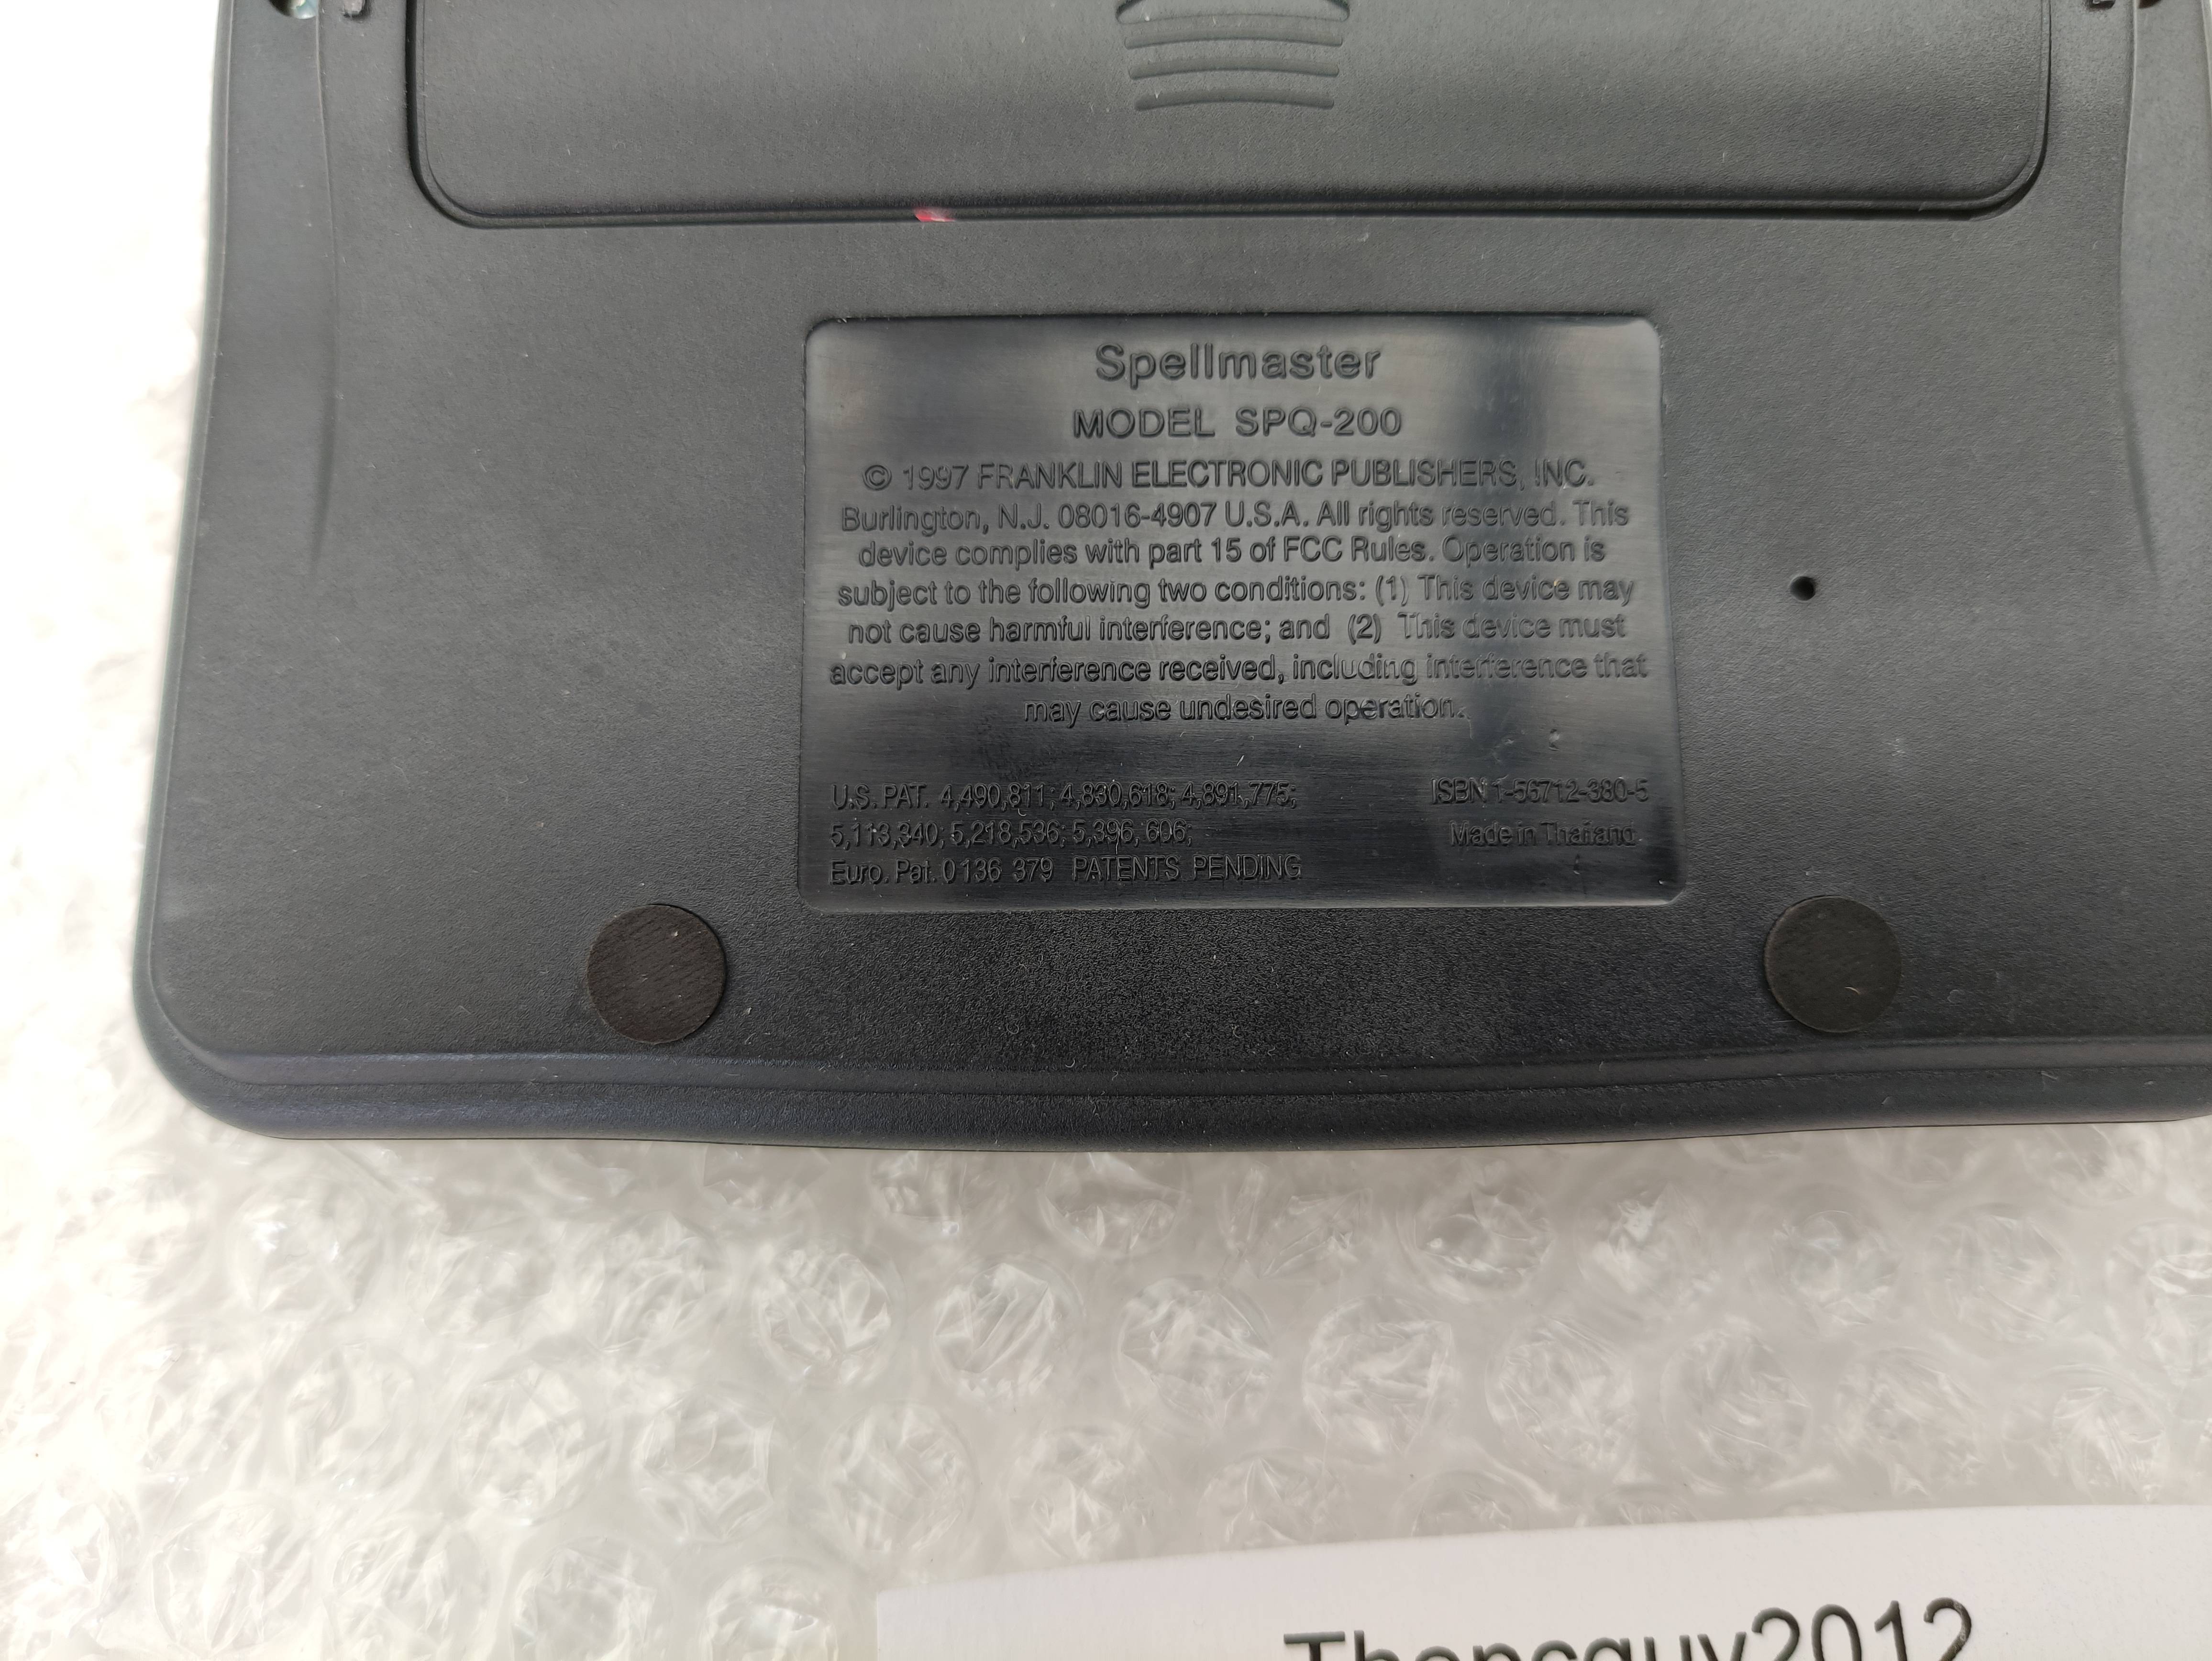 Spellmaster
MODEL SPQ-200
© 1997 FRANKLIN ELECTRONIC PUBLISHERS, INC.
Burlington, N.J. 08016-4907 U.S.A. All rights reserved. This
device complies with part 15 of FCC Rules. Operation is
subject to the following two conditions: (1) This device may
not cause harmful interference; and (2) This device must
accept any interference received, including interference that
may cause undesired operation.
U.S. PAT. 4,490,811; 4,830,618; 4,891,775;
5,113,340; 5,218,536; 5,396,606;
Euro. Pat. 0 136 379 PATENTS PENDING
ISBN 1-56712-380-5
Made in Thailand
Thepcguy2012